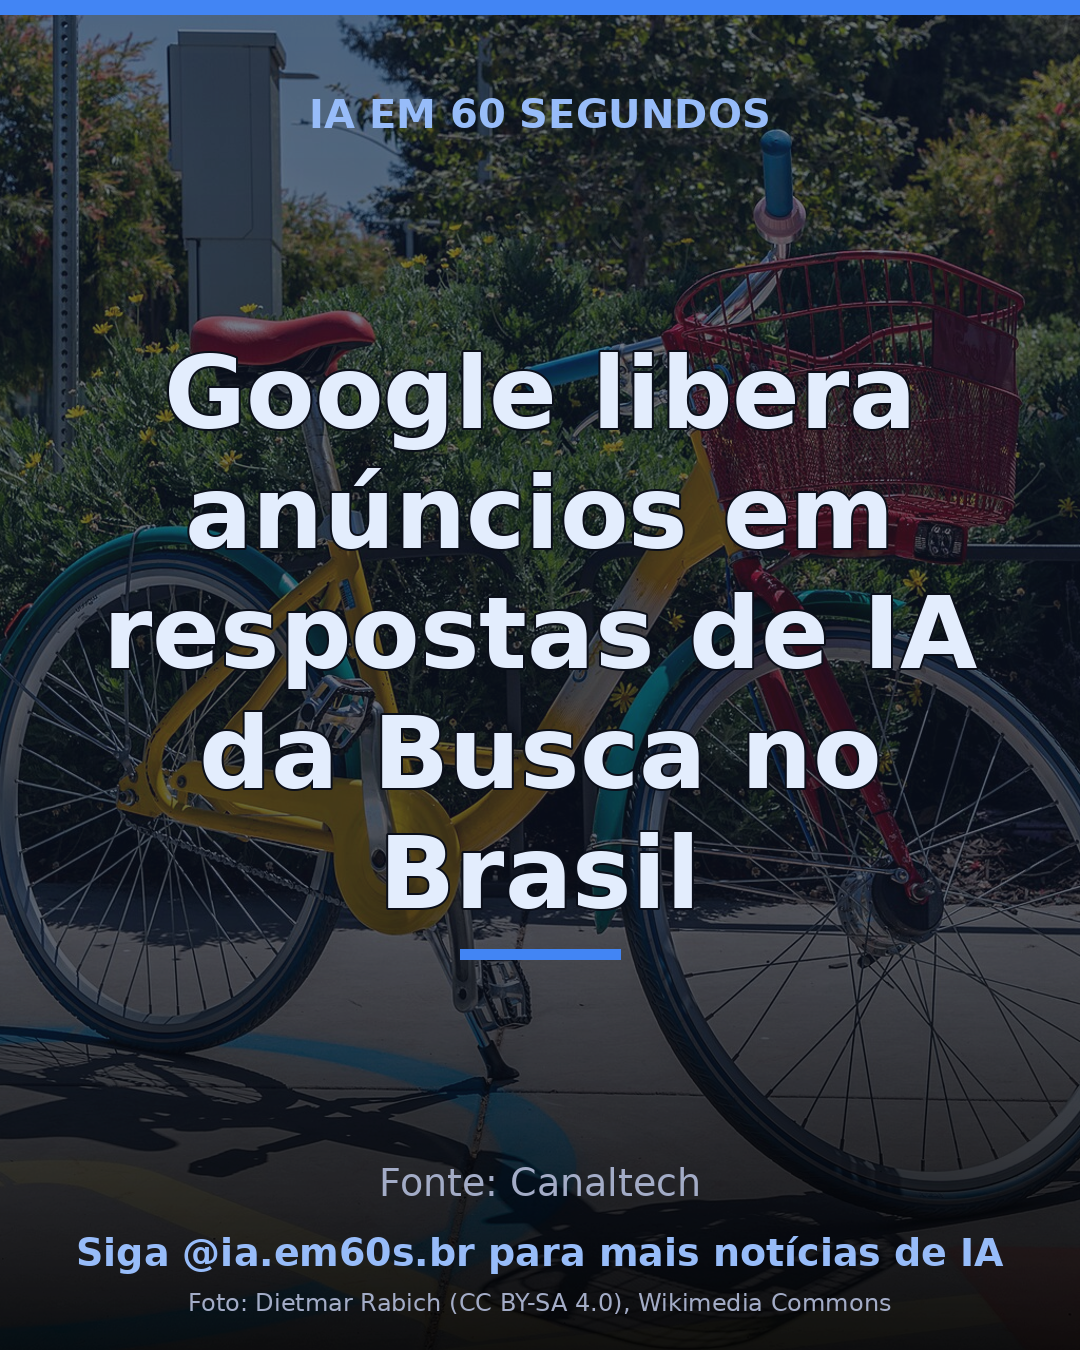 IA EM 60 SEGUNDOS
Google libera
anúncios em
respostas de IA
da Busca no
Brasil
Fonte: Canaltech
Siga @ia.em60s.br para mais notícias de IA
Foto: Dietmar Rabich (CC BY-SA 4.0), Wikimedia Commons